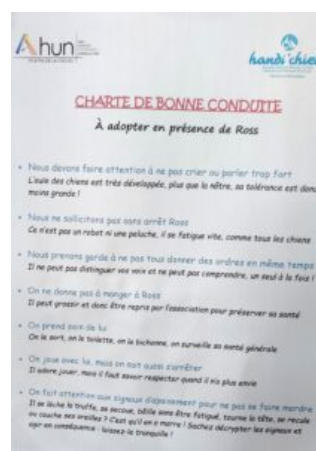 Ahun
handi'chiens
CHARTE DE BONNE CONDUITE
À adopter en présence de Ross
Nous devons faire attention à ne pas crier ou parler trop fort
L'ouïe des chiens est très développée, plus que la nôtre, sa tolérance est donc
moins grande !
Nous ne sollicitons pas sans arrêt Ross
Ce n'est pas un robot ni une peluche, il se fatigue vite, comme tous les chiens
Nous prenons garde à ne pas tous donner des ordres en même temps
Il ne peut pas distinguer vos voix et ne peut pas comprendre, un seul à la fois !
On ne donne pas à manger à Ross
Il peut grossir et donc être repris par l'association pour préserver sa santé
On prend soin de lui
On le sort, on le toilette, on le bichonne, on surveille sa santé générale
On joue avec lui, mais on sait aussi s'arrêter
Il adore jouer, mais il faut savoir respecter quand il n'a plus envie
On fait attention aux signaux d'apaisement pour ne pas se faire mordre
Il se lèche la truffe, se secoue, bâille sans être fatigué, tourne la tête, se recule
ou couche ses oreilles ? C'est qu'il en a marre ! Sachez décrypter les signaux et
agir en conséquence : laissez-le tranquille !